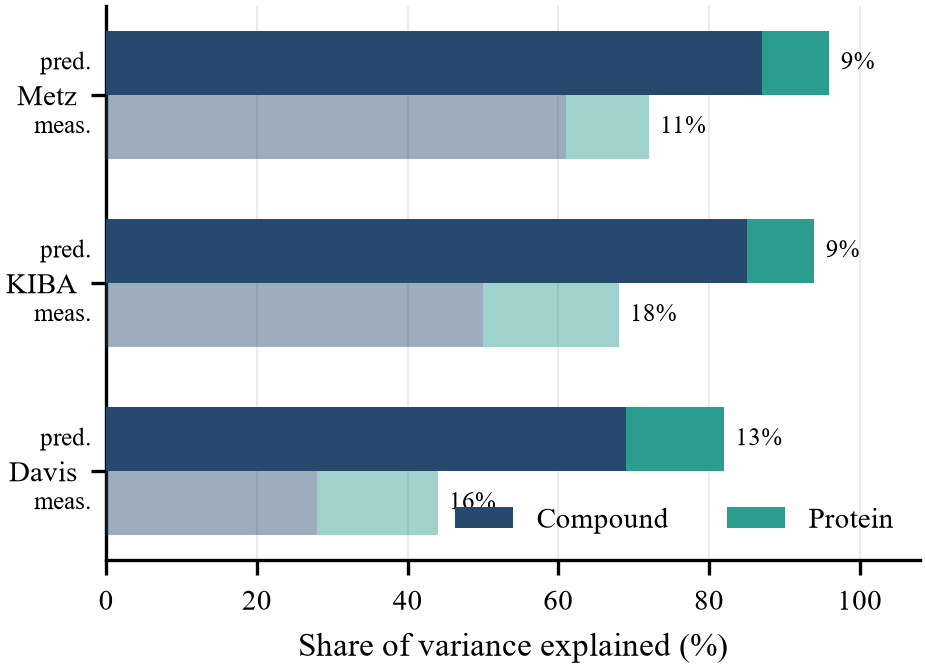 pred.
9%
Metz
meas.
11%
pred.
9%
KIBA
meas.
18%
pred.
13%
Davis
meas.
16%
Compound
Protein
0 20 40 60 80 100
Share of variance explained (%)